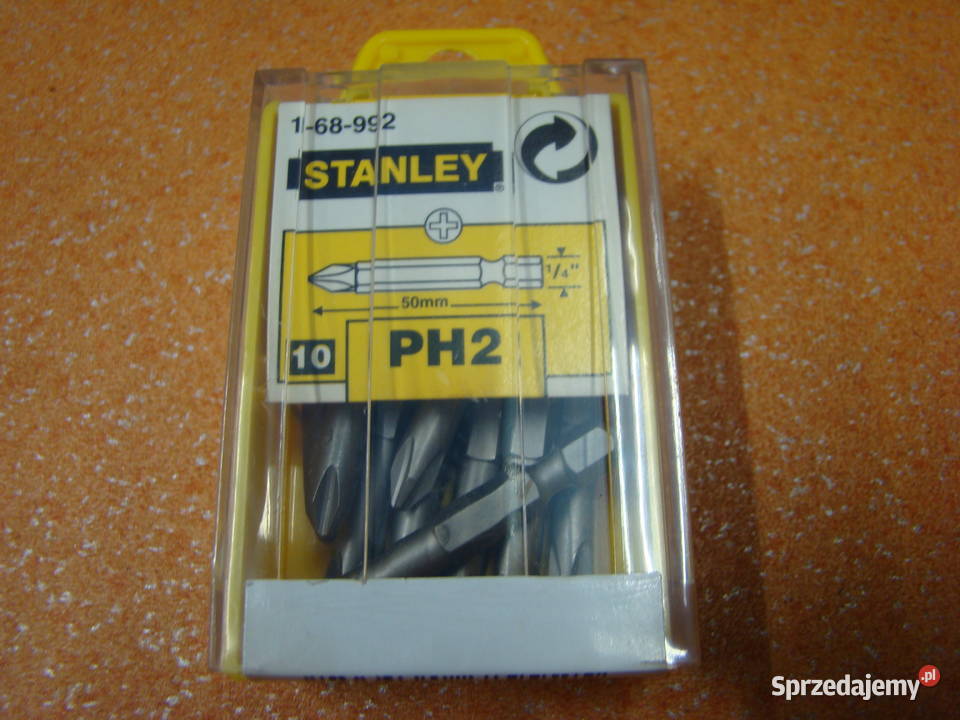 1-68-992
STANLEY
®
1/4"
50mm
10
PH2
Sprzedajemy.pl